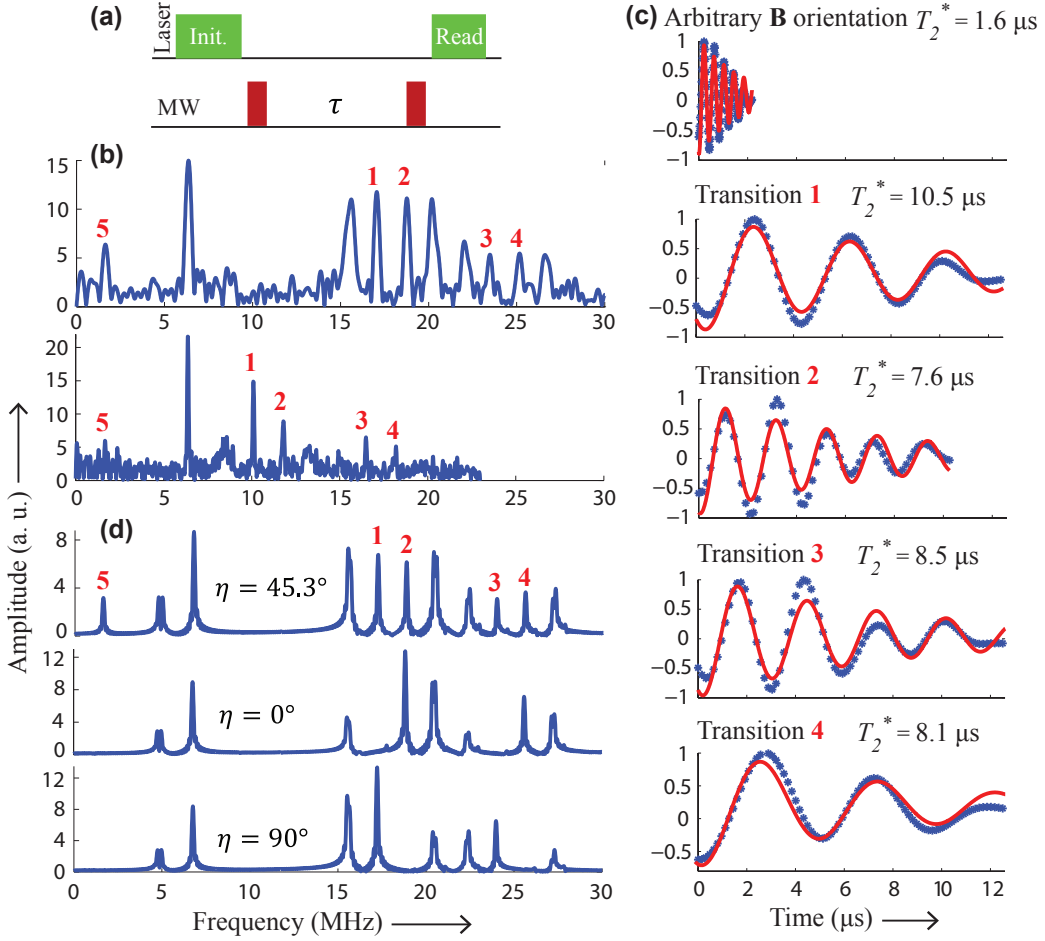 (a)
Laser
Init.
Read
MW
τ
(b)
15
10
5
0
0 5 10 15 20 25 30
5
1
2
3
4
20
15
10
5
0
0 5 10 15 20 25 30
5
1
2
3
4
Amplitude (a. u.)
(d)
8
4
0
5
η = 45.3°
1
2
3
4
12
8
4
0
η = 0°
12
8
4
0
η = 90°
0 5 10 15 20 25 30
Frequency (MHz)
(c) Arbitrary B orientation T2* = 1.6 μs
1
0.5
0
−0.5
−1
Transition 1 T2* = 10.5 μs
1
0.5
0
−0.5
−1
Transition 2 T2* = 7.6 μs
1
0.5
0
−0.5
−1
Transition 3 T2* = 8.5 μs
1
0.5
0
−0.5
−1
Transition 4 T2* = 8.1 μs
1
0.5
0
−0.5
0 2 4 6 8 10 12
Time (μs)